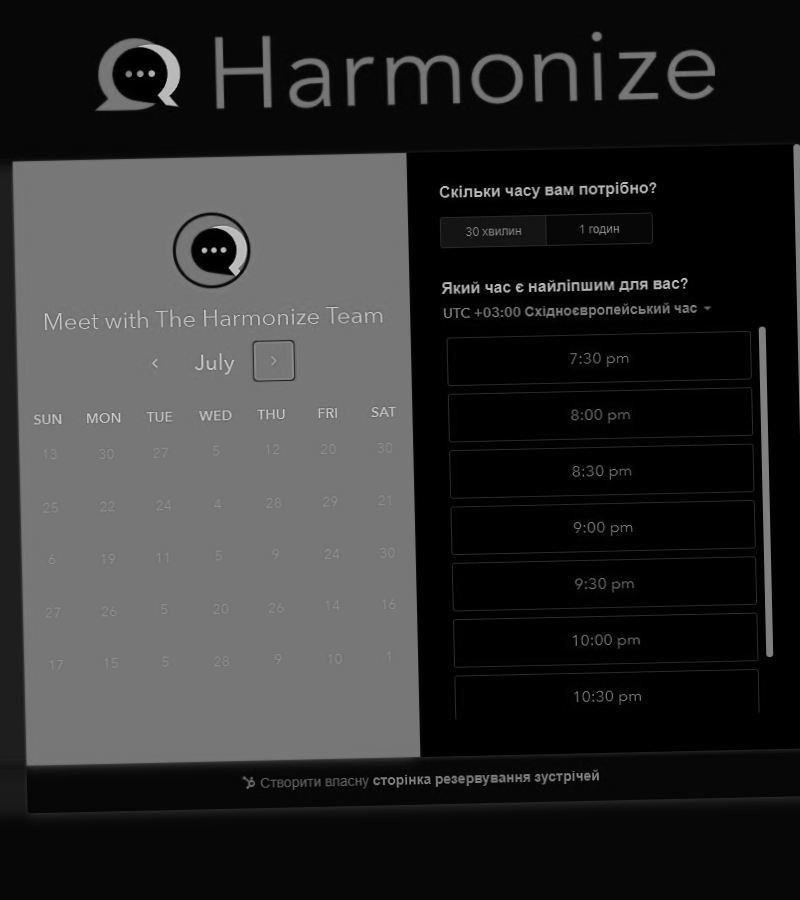 Harmonize
Meet with The Harmonize Team
July
SUN MON TUE WED THU FRI SAT
13 30 27 5 12 20 30
25 22 24 4 28 29 21
6 19 11 5 9 24 30
27 26 5 20 26 14 16
17 15 5 28 9 10 1
Скільки часу вам потрібно?
30 хвилин 1 годин
Який час є найліпшим для вас?
UTC +03:00 Східноєвропейський час
7:30 pm
8:00 pm
8:30 pm
9:00 pm
9:30 pm
10:00 pm
10:30 pm
Створити власну сторінка резервування зустрічей